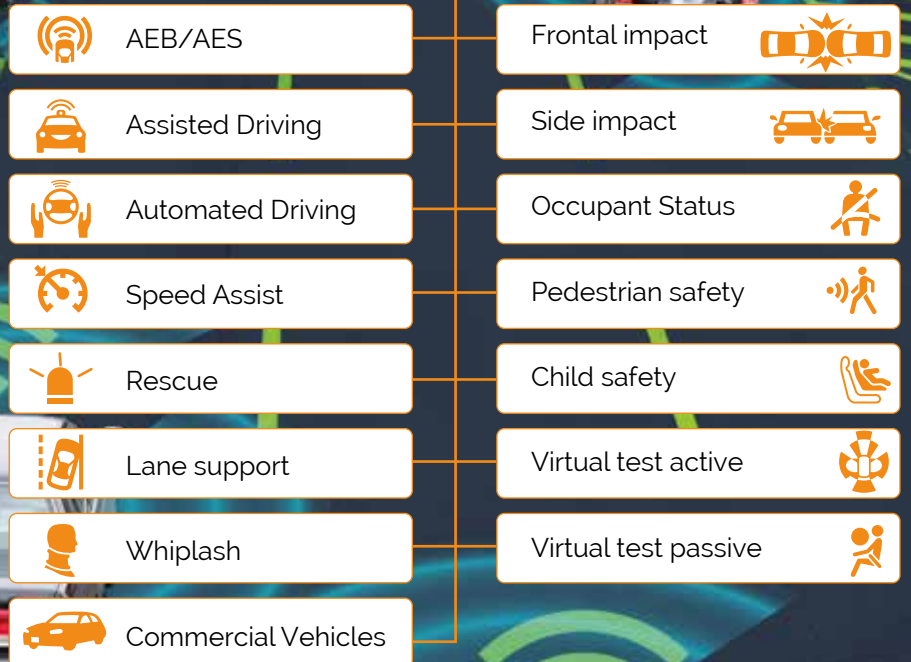 AEB/AES
Assisted Driving
Automated Driving
Speed Assist
Rescue
Lane support
Whiplash
Commercial Vehicles
Frontal impact
Side impact
Occupant Status
Pedestrian safety
Child safety
Virtual test active
Virtual test passive